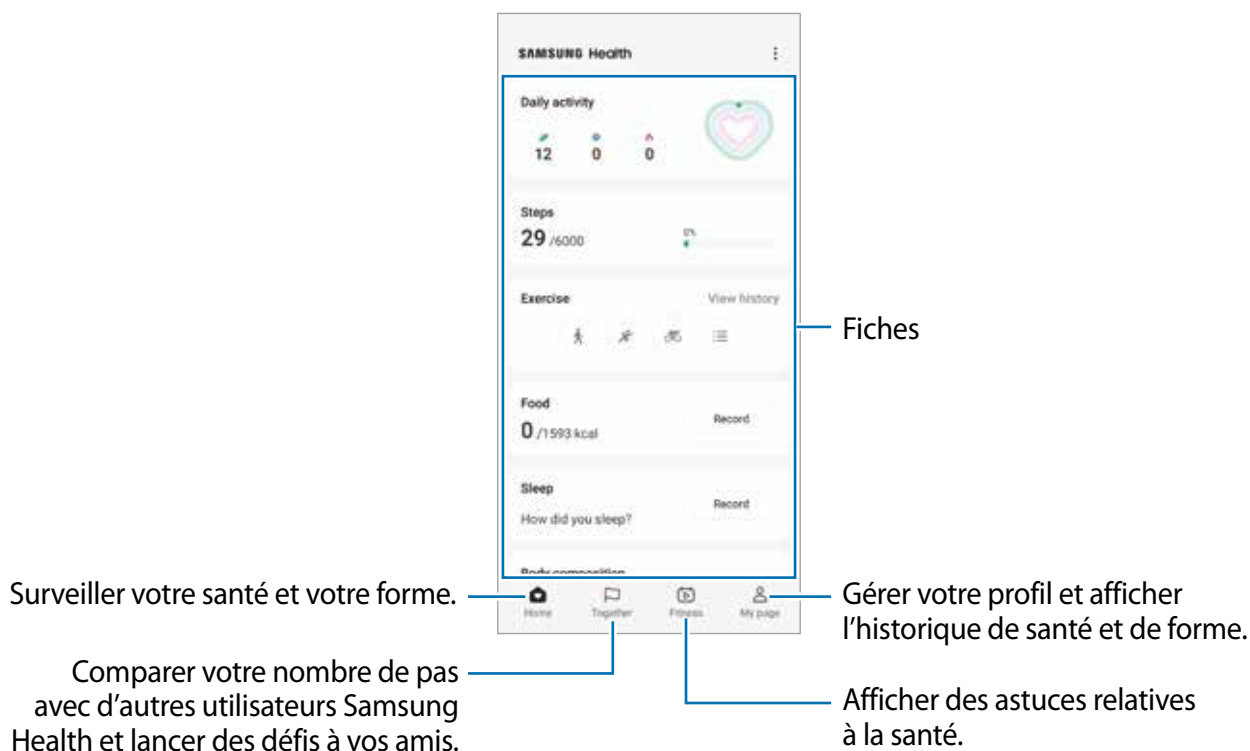 SAMSUNG Health
Daily activity
12 0 0
Steps
29 /6000
0%
Exercise View history
Food
0 /1593 kcal
Record
Sleep
How did you sleep?
Record
Body composition
Home Together Fitness My page
Fiches
Surveiller votre santé et votre forme.
Comparer votre nombre de pas
avec d'autres utilisateurs Samsung
Health et lancer des défis à vos amis.
Gérer votre profil et afficher
l'historique de santé et de forme.
Afficher des astuces relatives
à la santé.